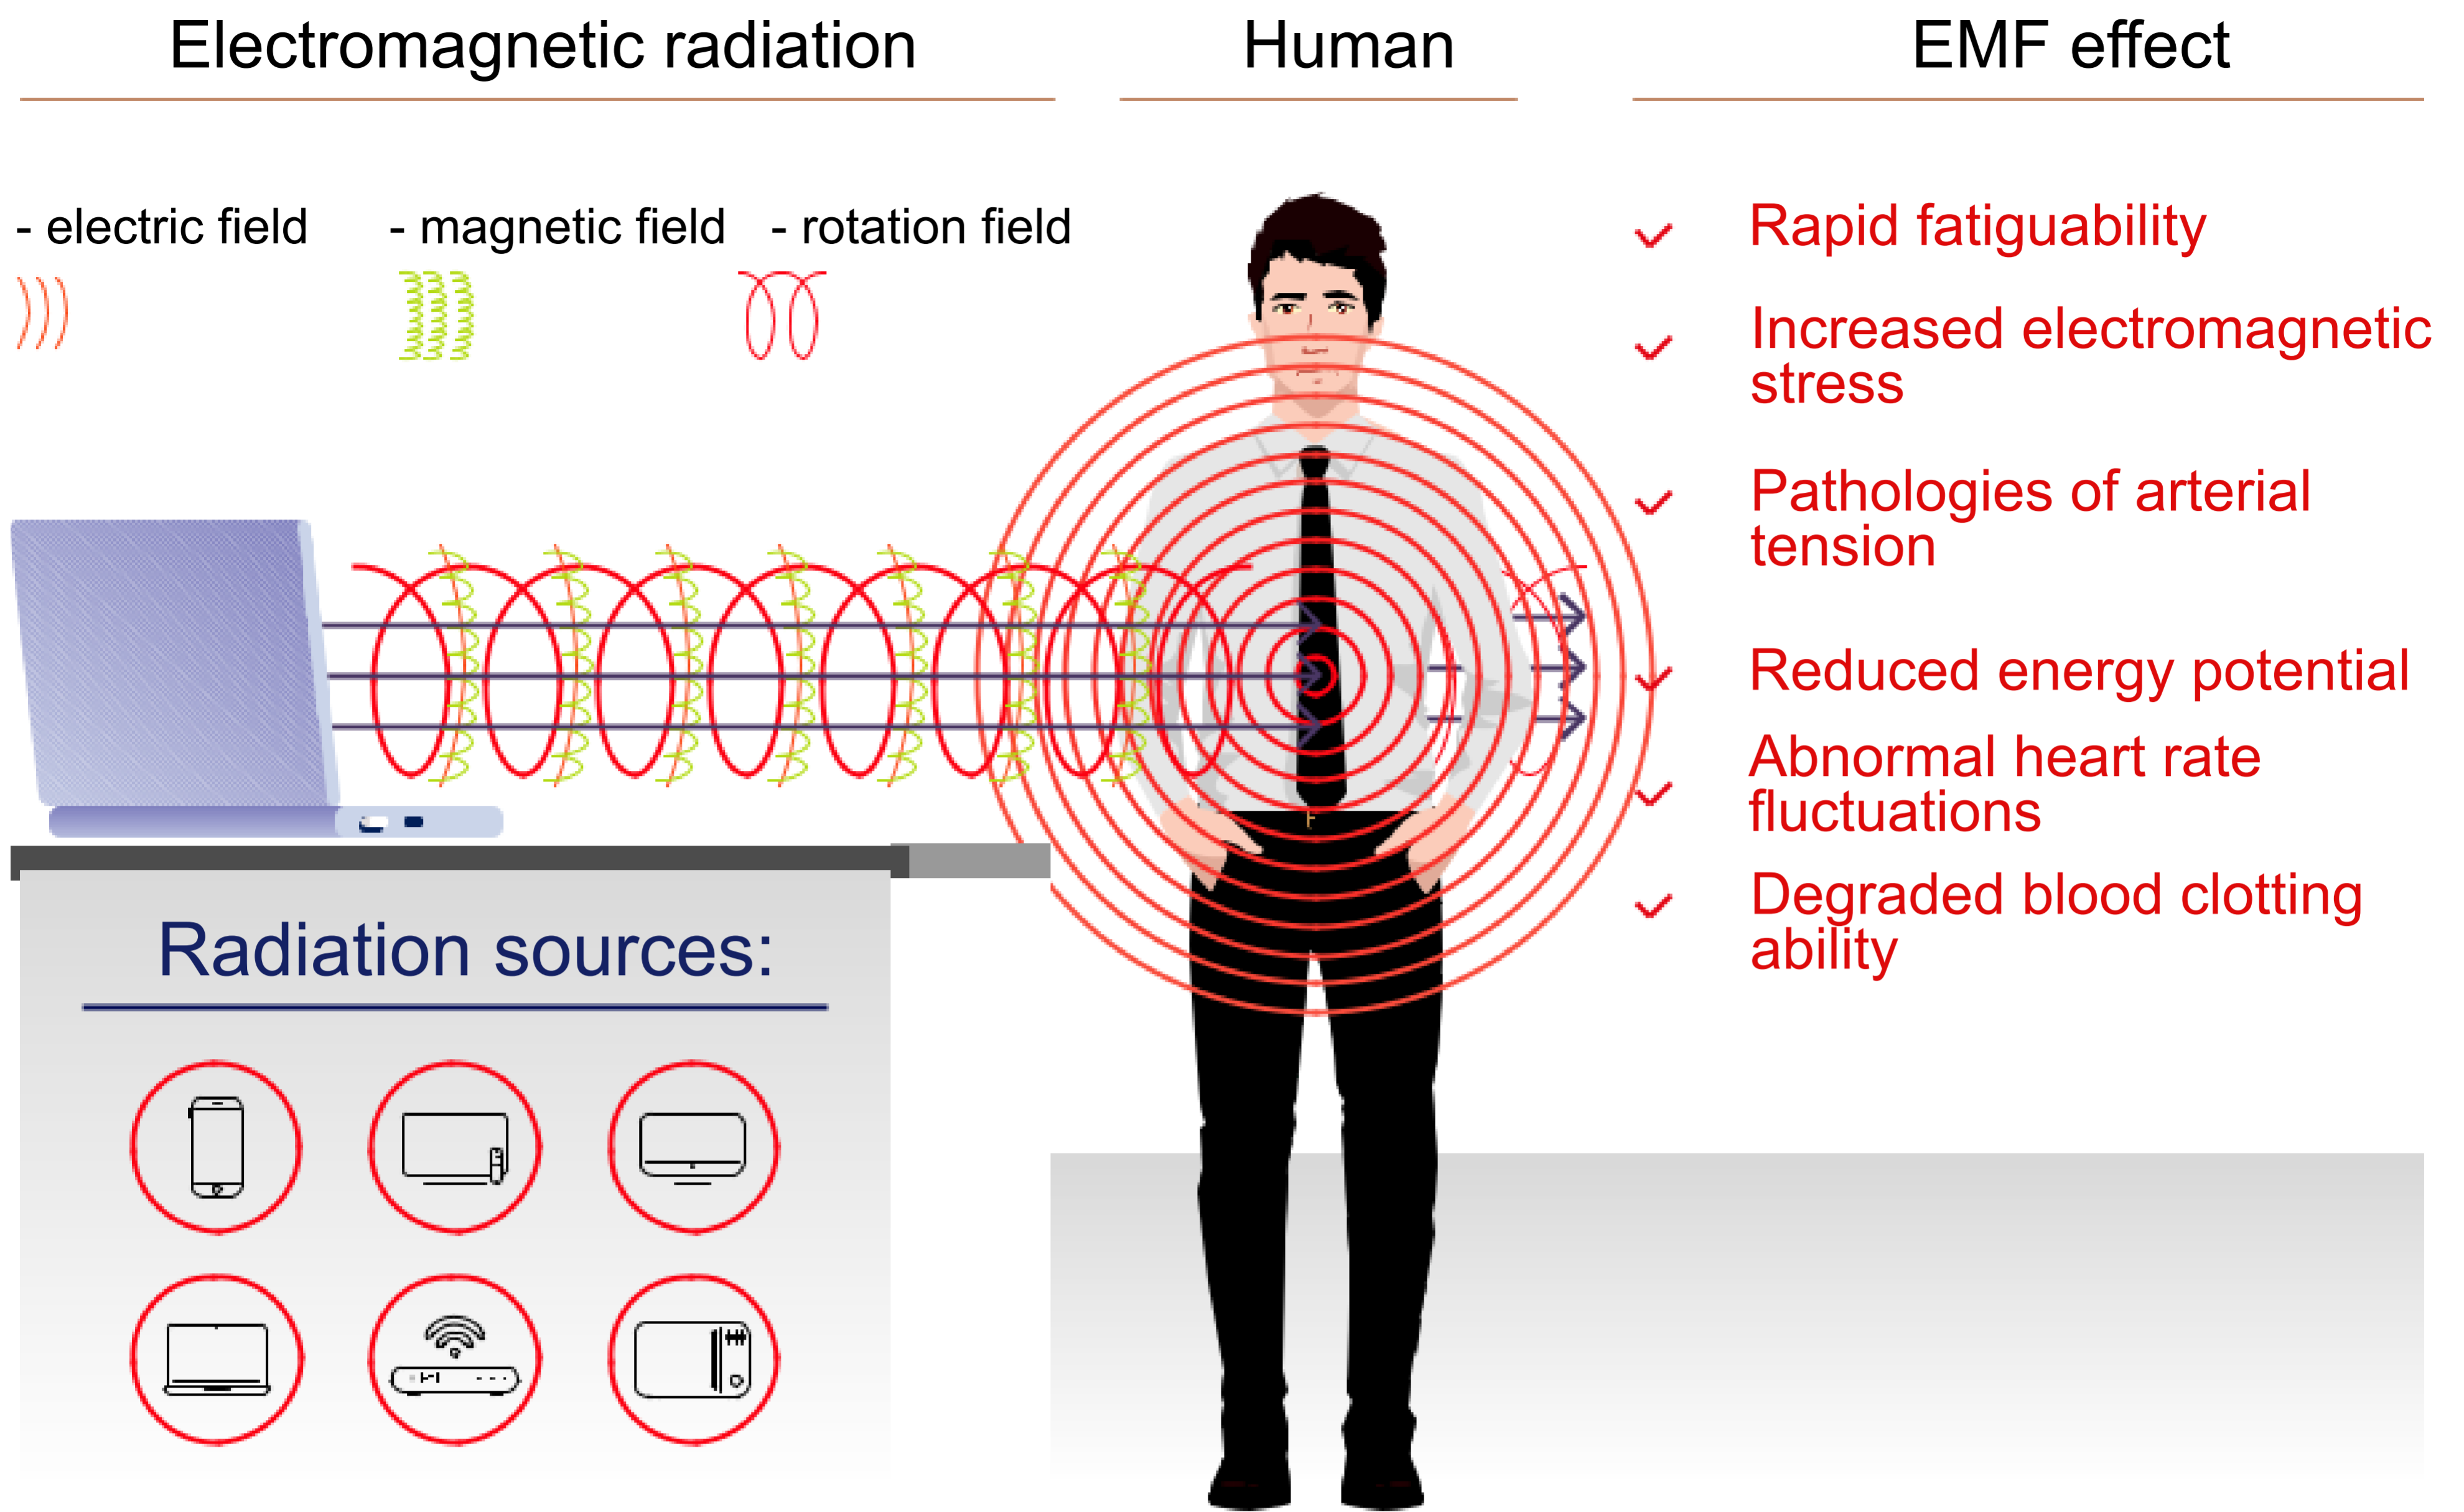 Electromagnetic radiation
Human
EMF effect
- electric field
- magnetic field
- rotation field
Rapid fatiguability
Increased electromagnetic
stress
Pathologies of arterial
tension
Reduced energy potential
Abnormal heart rate
fluctuations
Degraded blood clotting
ability
Radiation sources: